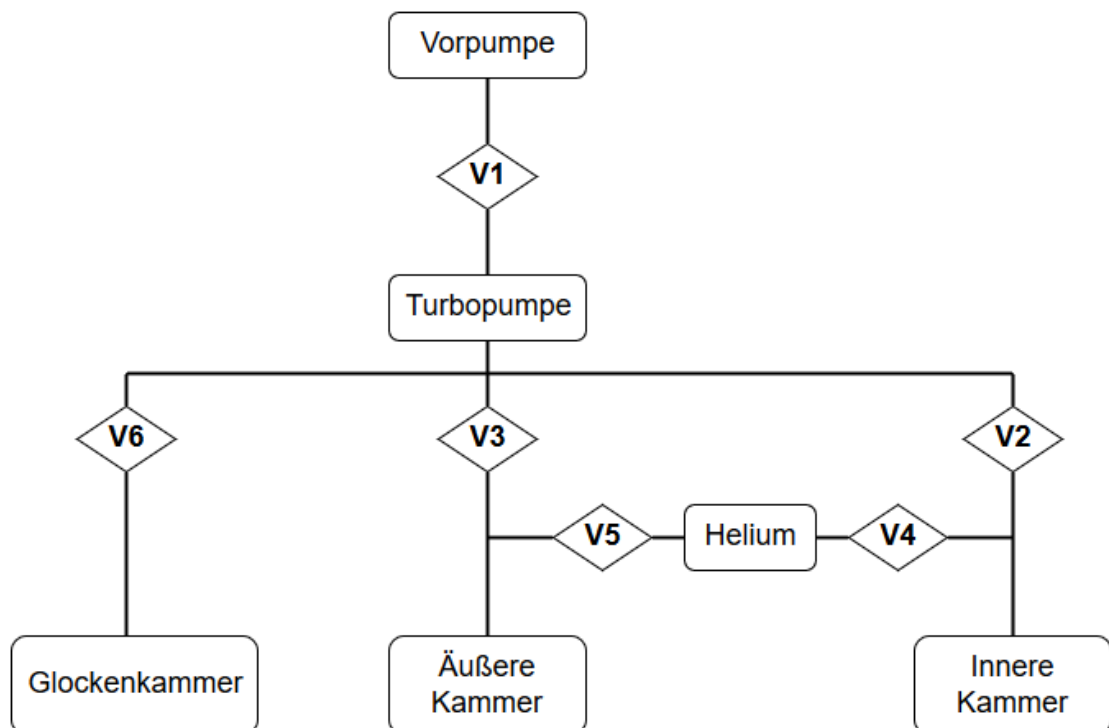 Vorpumpe
V1
Turbopumpe
V6
V3
V2
V5
Helium
V4
Glockenkammer
Äußere
Kammer
Innere
Kammer